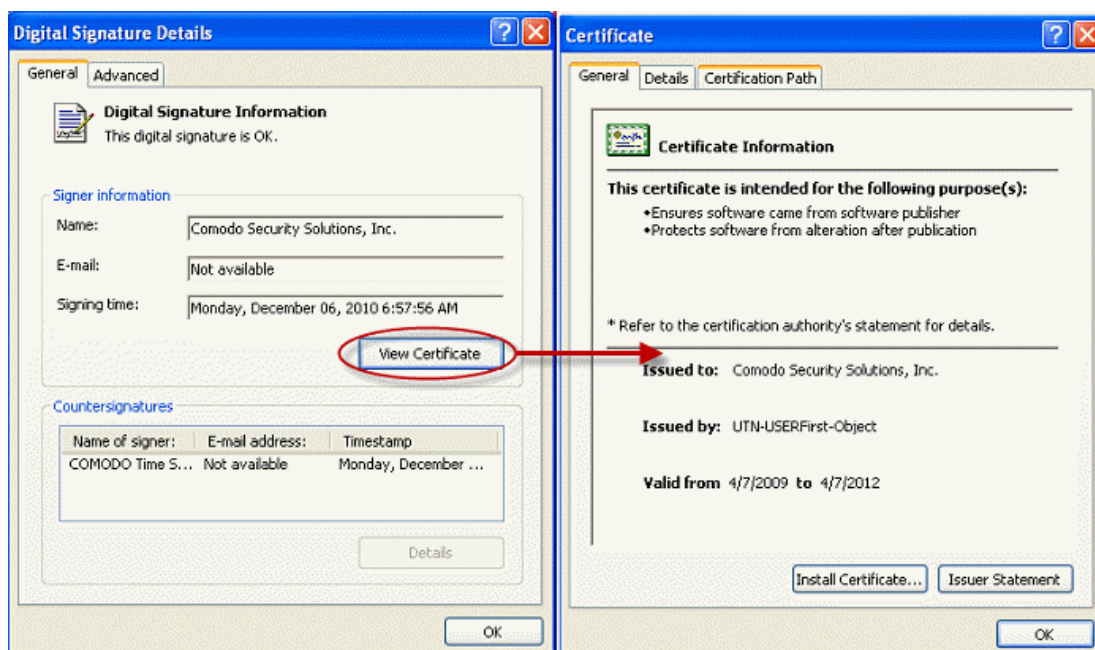 Digital Signature Details
General Advanced
Digital Signature Information
This digital signature is OK.
Signer information
Name: Comodo Security Solutions, Inc.
E-mail: Not available
Signing time: Monday, December 06, 2010 6:57:56 AM
View Certificate
Countersignatures
Name of signer: E-mail address: Timestamp
COMODO Time S... Not available Monday, December ...
Details
OK
Certificate
General Details Certification Path
Certificate Information
This certificate is intended for the following purpose(s):
•Ensures software came from software publisher
•Protects software from alteration after publication
* Refer to the certification authority's statement for details.
Issued to: Comodo Security Solutions, Inc.
Issued by: UTN-USERFirst-Object
Valid from 4/7/2009 to 4/7/2012
Install Certificate... Issuer Statement
OK